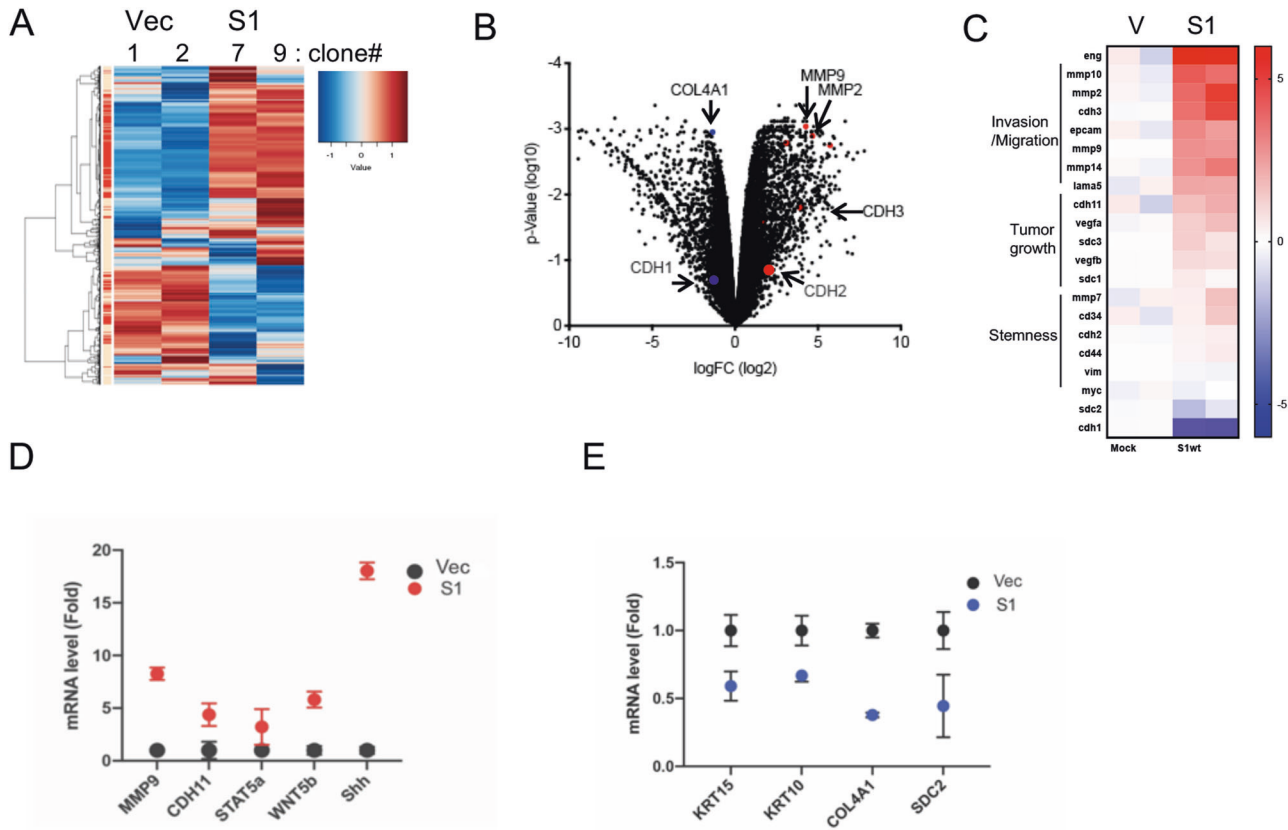 A
Vec S1
1 2 7 9 : clone#
-1 0 1
Value
B
COL4A1
MMP9
MMP2
CDH3
CDH1
CDH2
-4
-3
-2
-1
0
-10 -5 0 5 10
p-Value (log10)
logFC (log2)
C
V S1
Invasion
/Migration
Tumor
growth
Stemness
eng
mmp10
mmp2
cdh3
epcam
mmp9
mmp14
lama5
cdh11
vegfa
sdc3
vegfb
sdc1
mmp7
cd34
cdh2
cd44
vim
myc
sdc2
cdh1
Mock S1wt
5
0
-5
D
mRNA level (Fold)
20
15
10
5
0
Vec
S1
MMP9 CDH11 STAT5a WNT5b Shh
E
mRNA level (Fold)
1.5
1.0
0.5
0.0
Vec
S1
KRT15 KRT10 COL4A1 SDC2